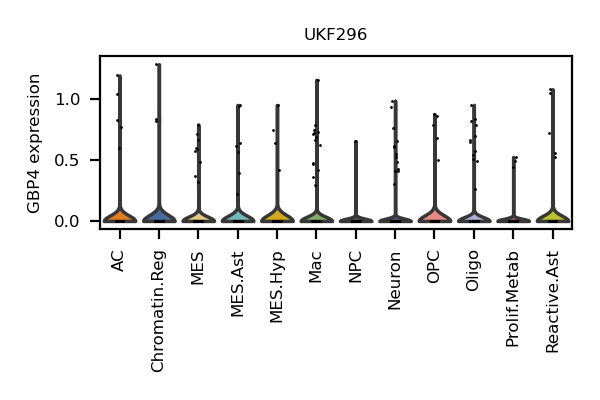 UKF296
GBP4 expression
1.0
0.5
0.0
AC
Chromatin.Reg
MES
MES.Ast
MES.Hyp
Mac
NPC
Neuron
OPC
Oligo
Prolif.Metab
Reactive.Ast